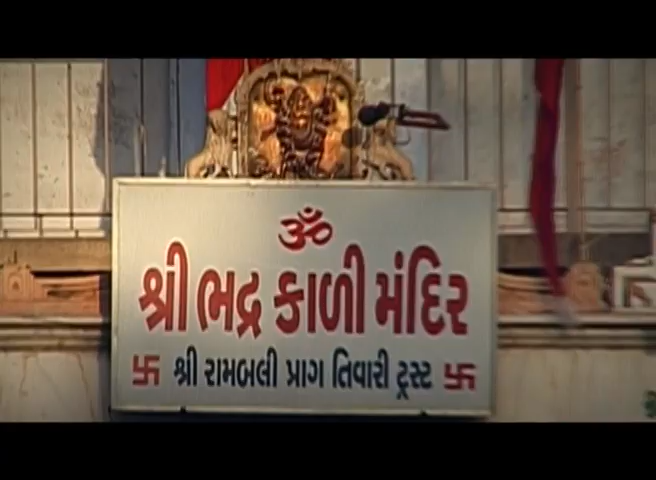 ૐ
શ્રી ભદ્ર કાળી મંદિર
卐 શ્રી રામબલી પ્રાગ તિવારી ટ્રસ્ટ 卐